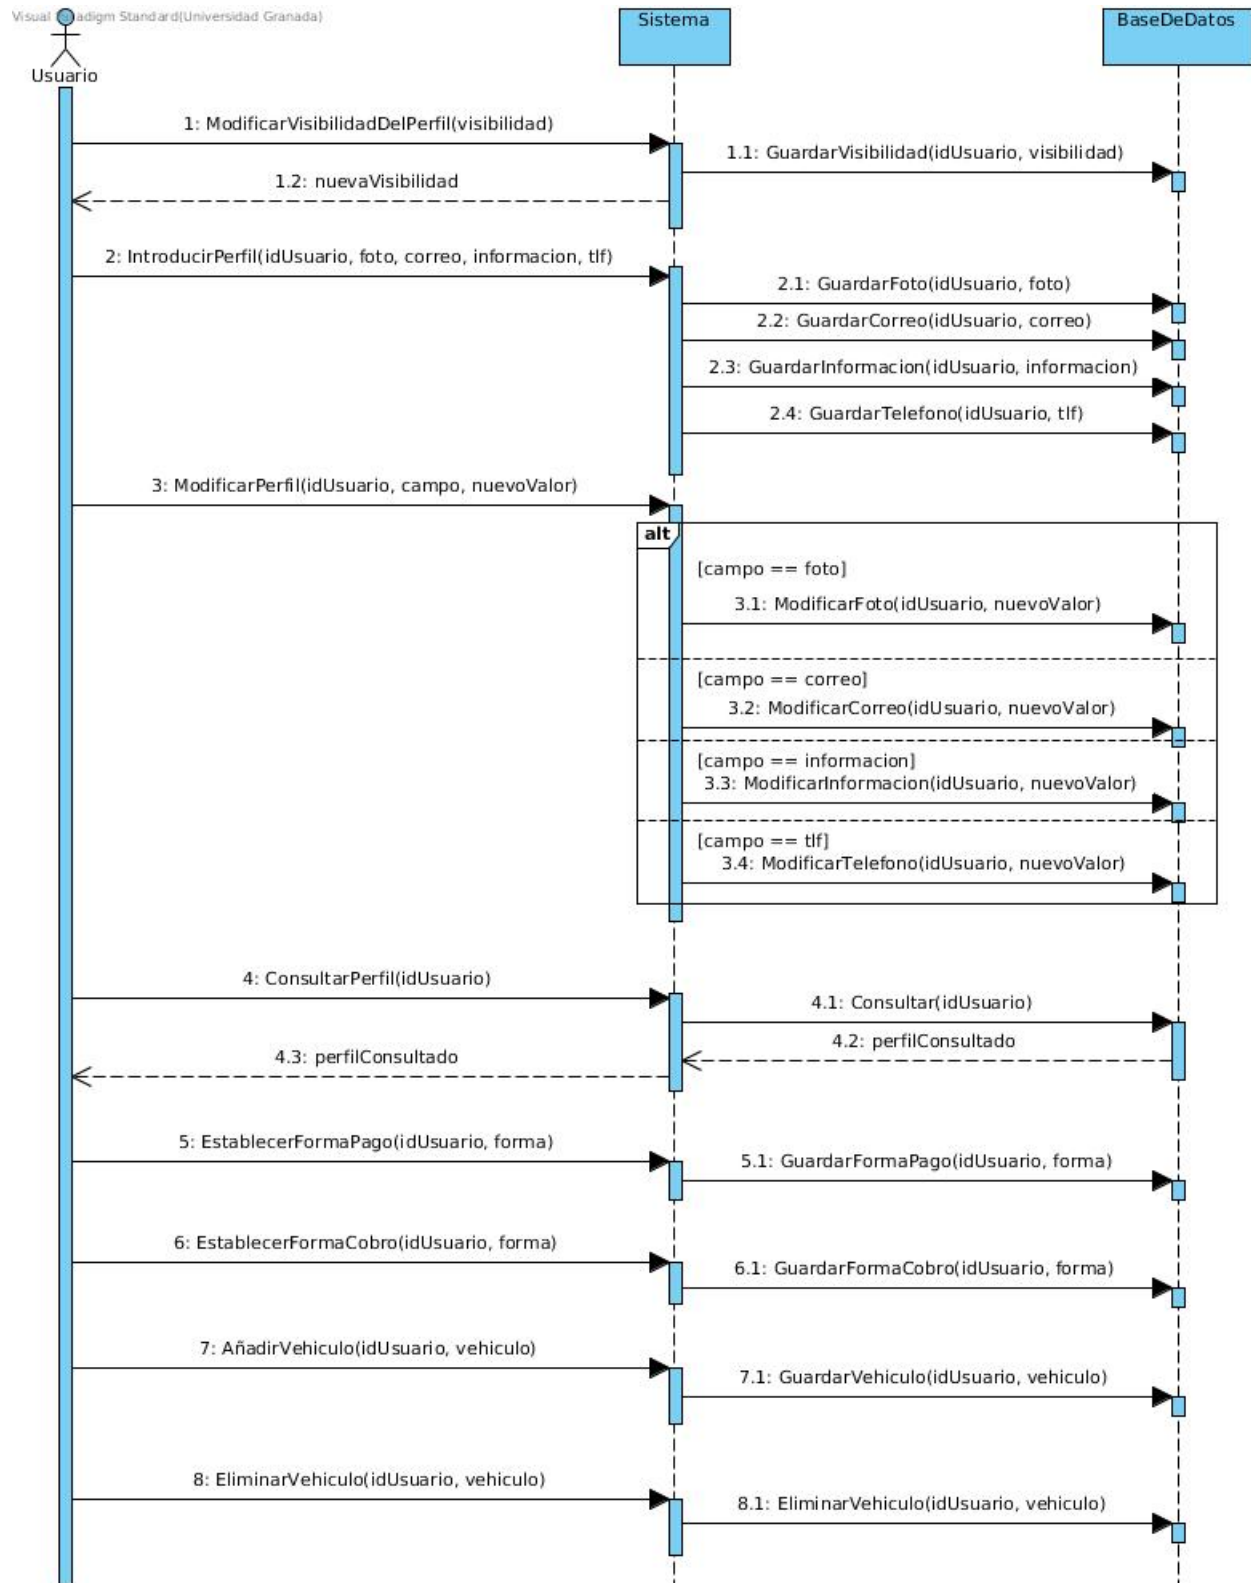 Visual Paradigm Standard(Universidad Granada)
Usuario
Sistema
BaseDeDatos
1: ModificarVisibilidadDelPerfil(visibilidad)
1.1: GuardarVisibilidad(idUsuario, visibilidad)
1.2: nuevaVisibilidad
2: IntroducirPerfil(idUsuario, foto, correo, informacion, tlf)
2.1: GuardarFoto(idUsuario, foto)
2.2: GuardarCorreo(idUsuario, correo)
2.3: GuardarInformacion(idUsuario, informacion)
2.4: GuardarTelefono(idUsuario, tlf)
3: ModificarPerfil(idUsuario, campo, nuevoValor)
alt
[campo == foto]
3.1: ModificarFoto(idUsuario, nuevoValor)
[campo == correo]
3.2: ModificarCorreo(idUsuario, nuevoValor)
[campo == informacion]
3.3: ModificarInformacion(idUsuario, nuevoValor)
[campo == tlf]
3.4: ModificarTelefono(idUsuario, nuevoValor)
4: ConsultarPerfil(idUsuario)
4.1: Consultar(idUsuario)
4.2: perfilConsultado
4.3: perfilConsultado
5: EstablecerFormaPago(idUsuario, forma)
5.1: GuardarFormaPago(idUsuario, forma)
6: EstablecerFormaCobro(idUsuario, forma)
6.1: GuardarFormaCobro(idUsuario, forma)
7: AñadirVehiculo(idUsuario, vehiculo)
7.1: GuardarVehiculo(idUsuario, vehiculo)
8: EliminarVehiculo(idUsuario, vehiculo)
8.1: EliminarVehiculo(idUsuario, vehiculo)